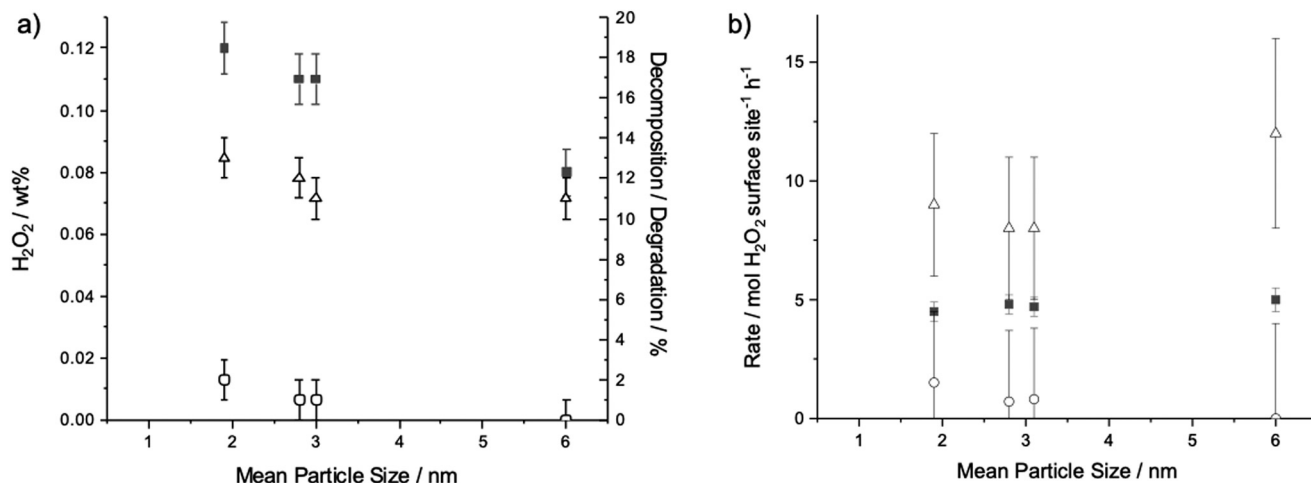 a)
H₂O₂ / wt%
0.12
0.10
0.08
0.06
0.04
0.02
0.00
20
18
16
14
12
10
8
6
4
2
0
Decomposition / Degradation / %
1 2 3 4 5 6
Mean Particle Size / nm
b)
Rate / mol H₂O₂ surface site⁻¹ h⁻¹
15
10
5
0
1 2 3 4 5 6
Mean Particle Size / nm